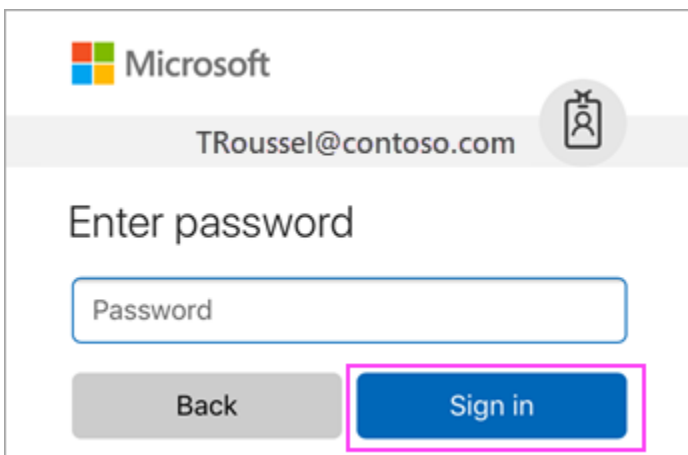 Microsoft
TRoussel@contoso.com
Enter password
Password
Back Sign in